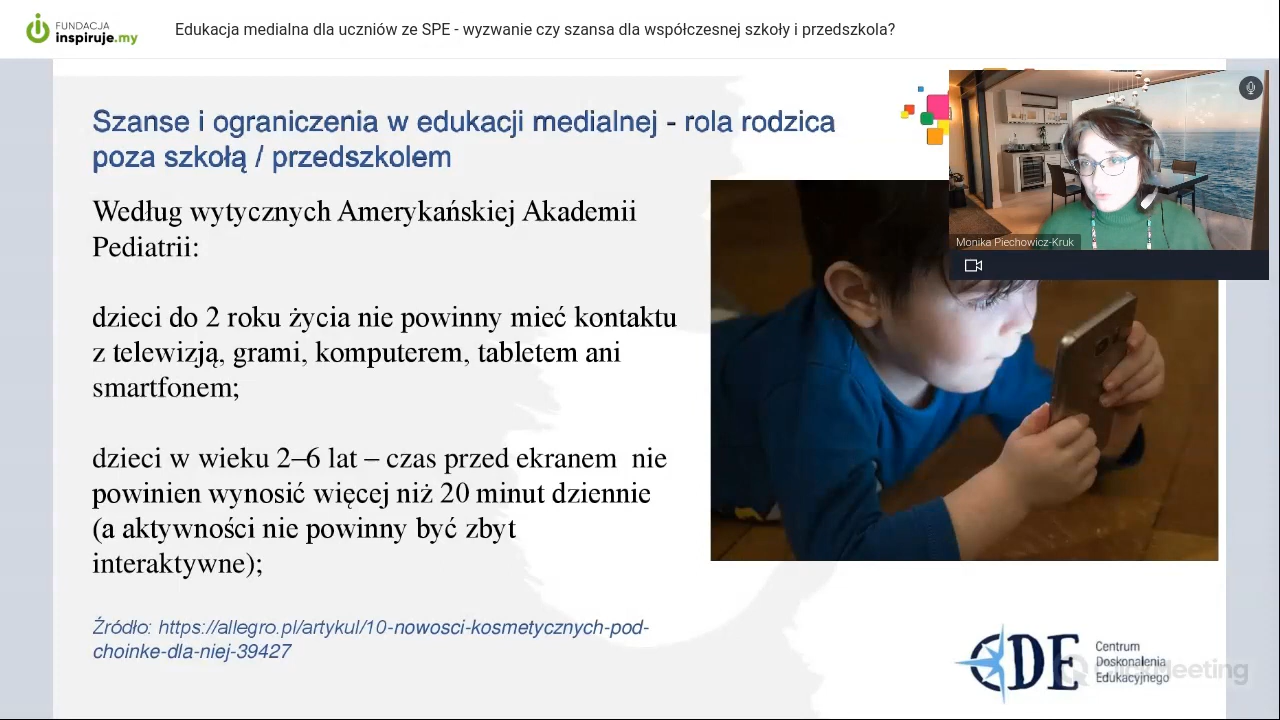 FUNDACJA
inspiruje.my
Edukacja medialna dla uczniów ze SPE - wyzwanie czy szansa dla współczesnej szkoły i przedszkola?
Szanse i ograniczenia w edukacji medialnej - rola rodzica
poza szkołą / przedszkolem
Według wytycznych Amerykańskiej Akademii
Pediatrii:
dzieci do 2 roku życia nie powinny mieć kontaktu
z telewizją, grami, komputerem, tabletem ani
smartfonem;
dzieci w wieku 2–6 lat – czas przed ekranem nie
powinien wynosić więcej niż 20 minut dziennie
(a aktywności nie powinny być zbyt
interaktywne);
Źródło: https://allegro.pl/artykul/10-nowosci-kosmetycznych-pod-
choinke-dla-niej-39427
Monika Piechowicz-Kruk
CDE
Centrum
Doskonalenia
Edukacyjnego
ClickMeeting